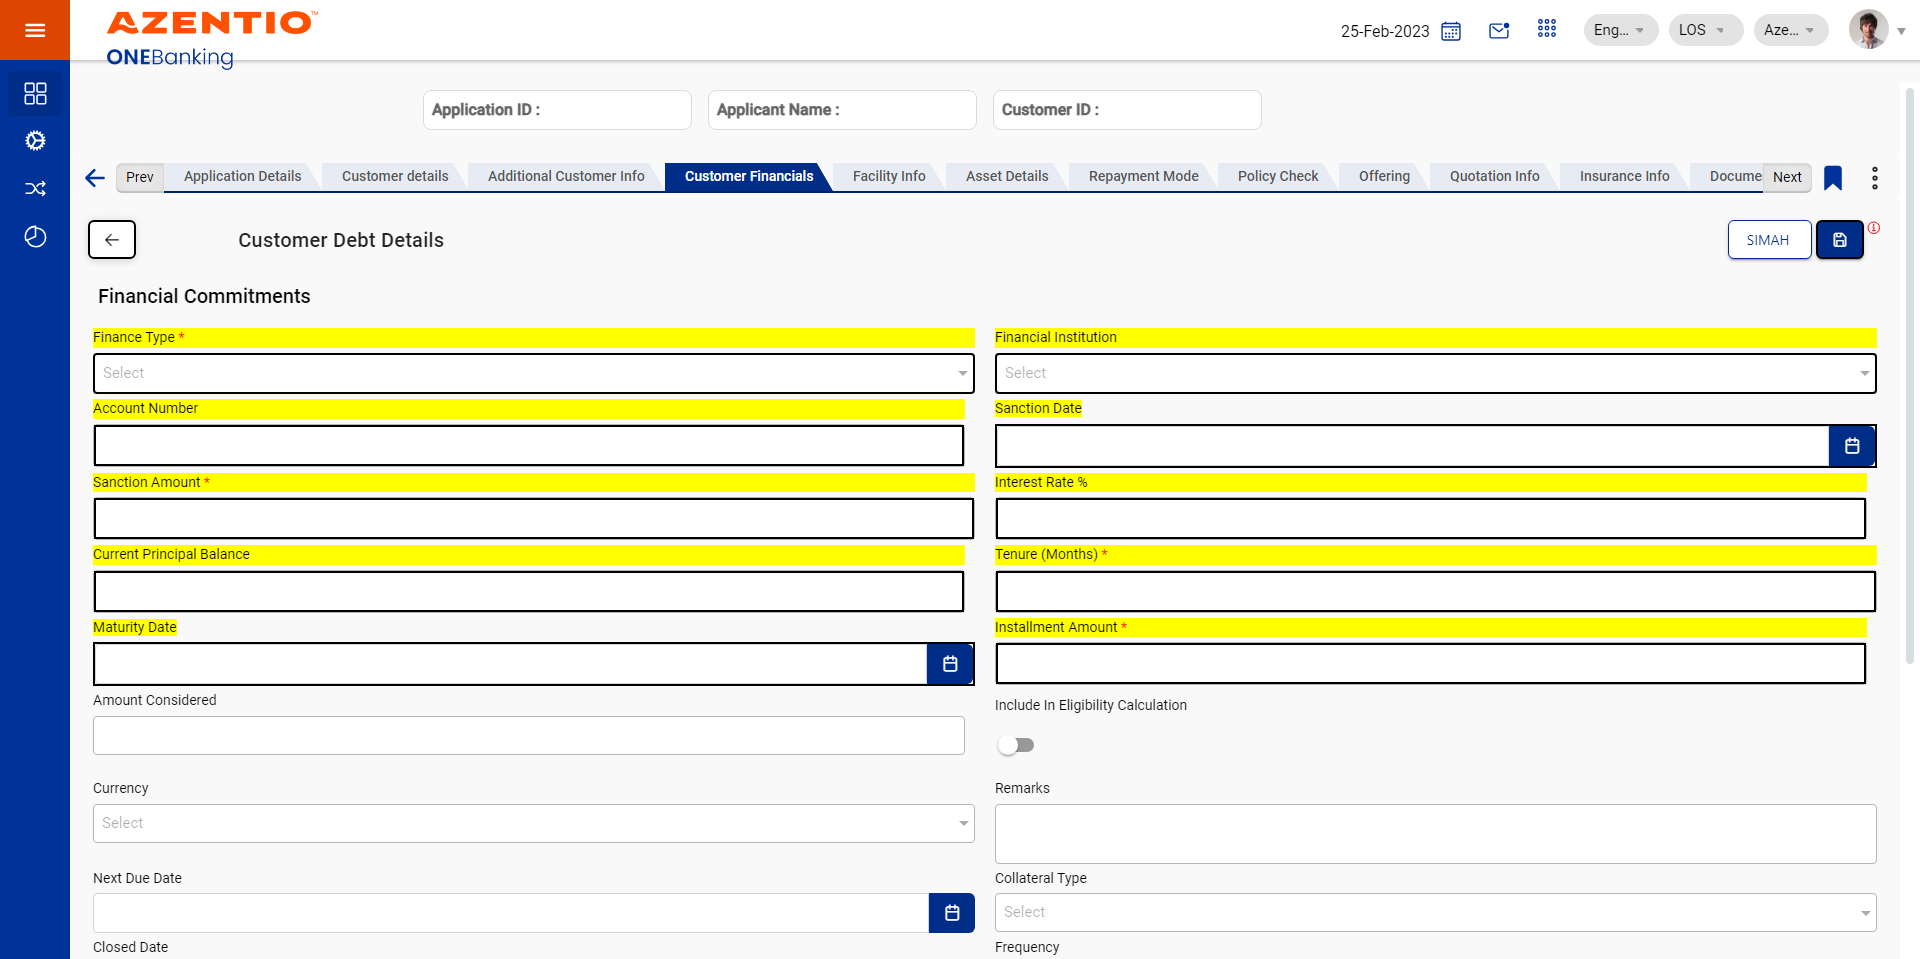 AZENTIO™
ONEBanking
25-Feb-2023
Eng...
LOS
Aze...
Application ID :
Applicant Name :
Customer ID :
Prev
Application Details
Customer details
Additional Customer Info
Customer Financials
Facility Info
Asset Details
Repayment Mode
Policy Check
Offering
Quotation Info
Insurance Info
Docume
Next
Customer Debt Details
SIMAH
Financial Commitments
Finance Type *
Financial Institution
Select
Select
Account Number
Sanction Date
Sanction Amount *
Interest Rate %
Current Principal Balance
Tenure (Months) *
Maturity Date
Installment Amount *
Amount Considered
Include In Eligibility Calculation
Currency
Remarks
Select
Next Due Date
Collateral Type
Select
Closed Date
Frequency